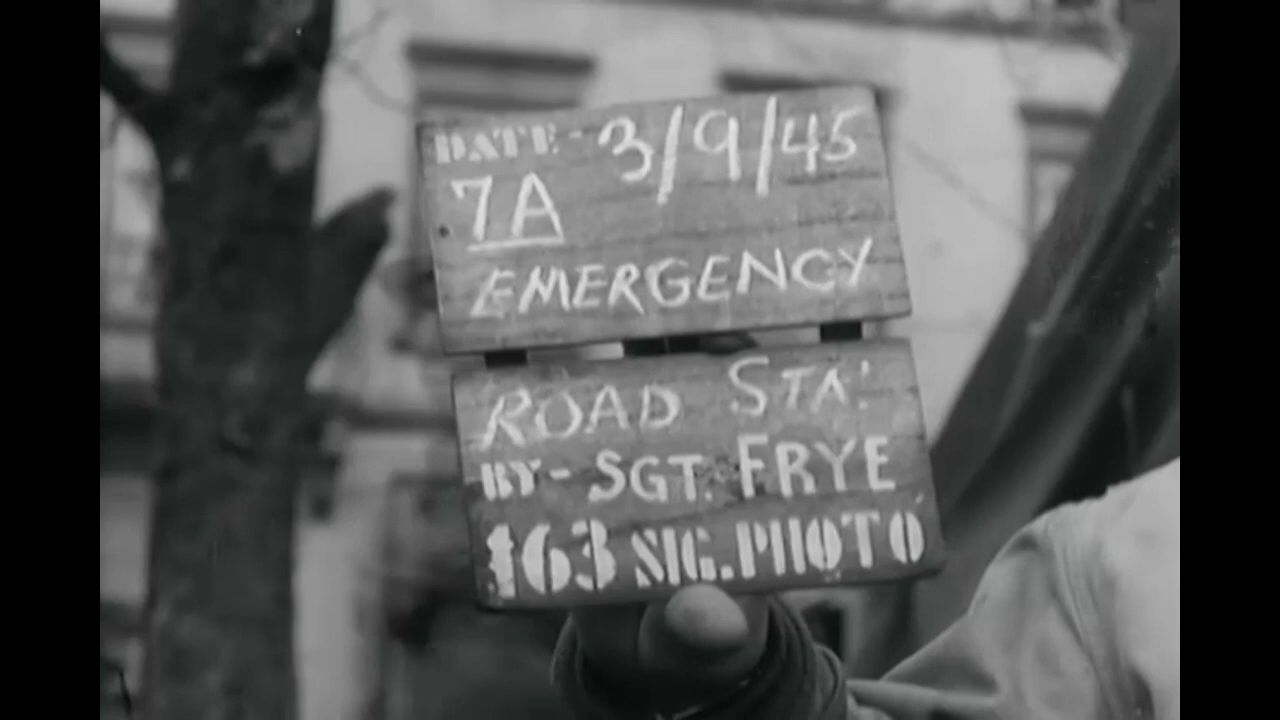 DATE- 3/9/45
7A
EMERGENCY
ROAD STA.
BY- SGT. FRYE
163 SIG. PHOTO